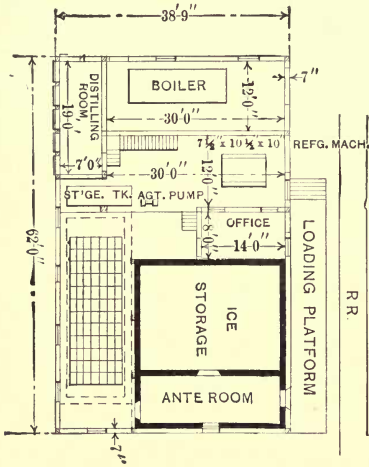 38'-9"
DISTILLING
ROOM,
19'-0"
BOILER
12'-0"
7"
30'-0"
7½" x 10½ x 10"
REFG. MACH.
7'0"
30'0"
12'-0"
ST'GE. TK. AGT. PUMP
62'0"
OFFICE
8'-0"
14'-0"
LOADING PLATFORM
R.R.
ICE
STORAGE
ANTE ROOM
7"